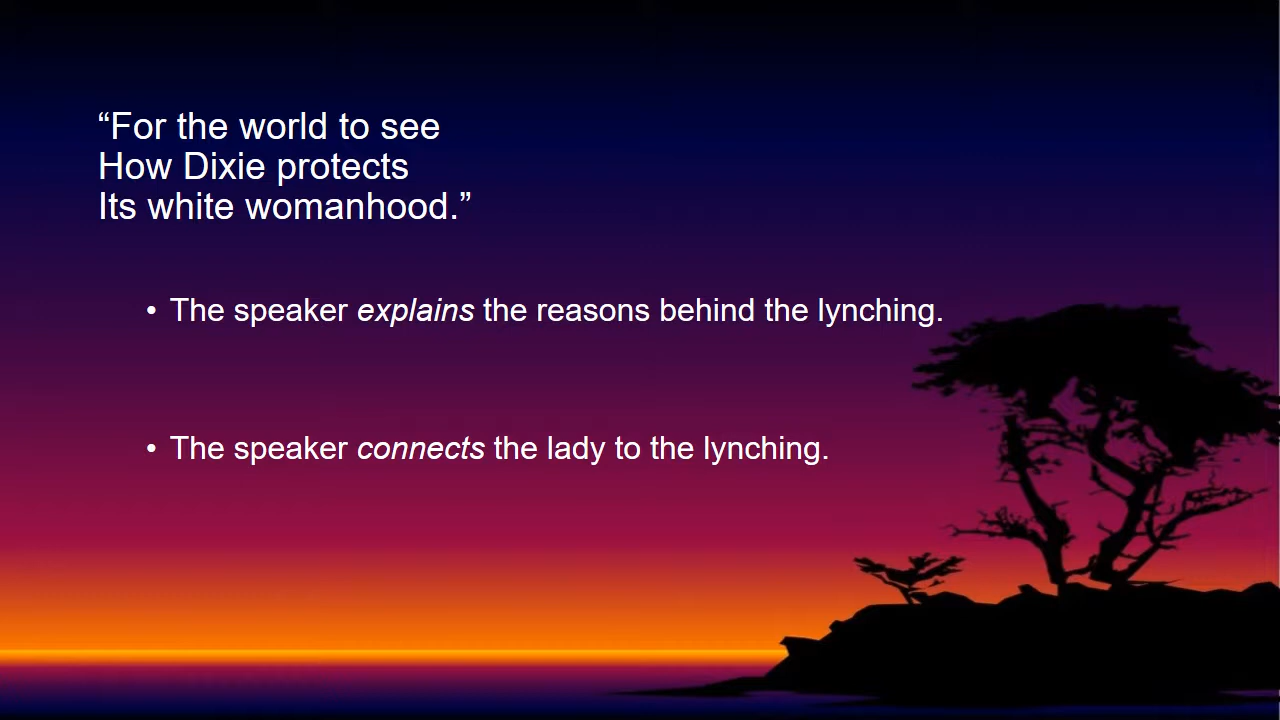 “For the world to see
How Dixie protects
Its white womanhood.”
• The speaker explains the reasons behind the lynching.
• The speaker connects the lady to the lynching.